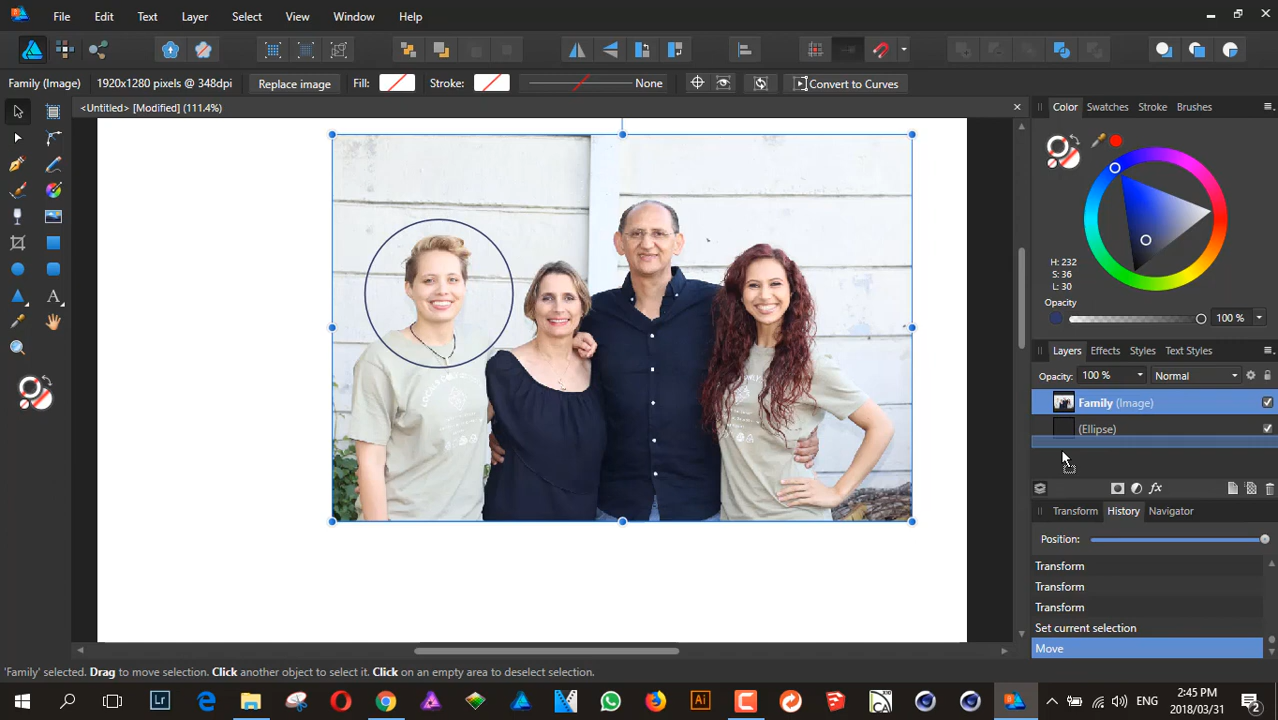 File Edit Text Layer Select View Window Help
Family (Image) 1920x1280 pixels @ 348dpi Replace image Fill: Stroke: None Convert to Curves
<Untitled> [Modified] (111.4%)
Color Swatches Stroke Brushes
H: 232
S: 36
L: 30
Opacity
100 %
Layers Effects Styles Text Styles
Opacity: 100 % Normal
Family (Image)
(Ellipse)
fx
Transform History Navigator
Position:
Transform
Transform
Transform
Set current selection
Move
'Family' selected. Drag to move selection. Click another object to select it. Click on an empty area to deselect selection.
Lr
Ai
ENG
2:45 PM
2018/03/31
2